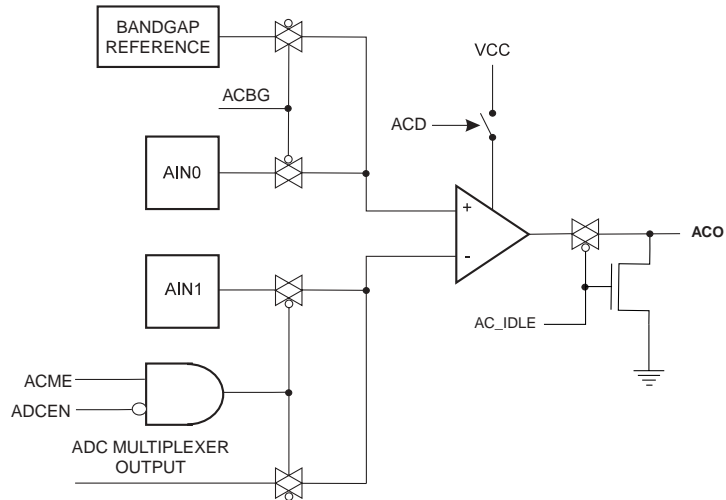 BANDGAP
REFERENCE
VCC
ACBG
ACD
AIN0
+
-
ACO
AIN1
AC_IDLE
ACME
ADCEN
ADC MULTIPLEXER
OUTPUT